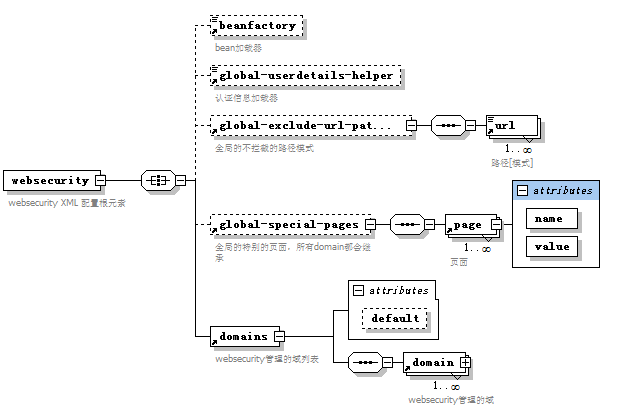 beanfactory
bean加载器
global-userdetails-helper
认证信息加载器
global-exclude-url-pat...
全局的不拦截的路径模式
url
1..∞
路径[模式]
websecurity
websecurity XML 配置根元素
global-special-pages
全局的特别的页面，所有domain都会继
承
page
1..∞
页面
attributes
name
value
attributes
default
domains
websecurity管理的域列表
domain
1..∞
websecurity管理的域